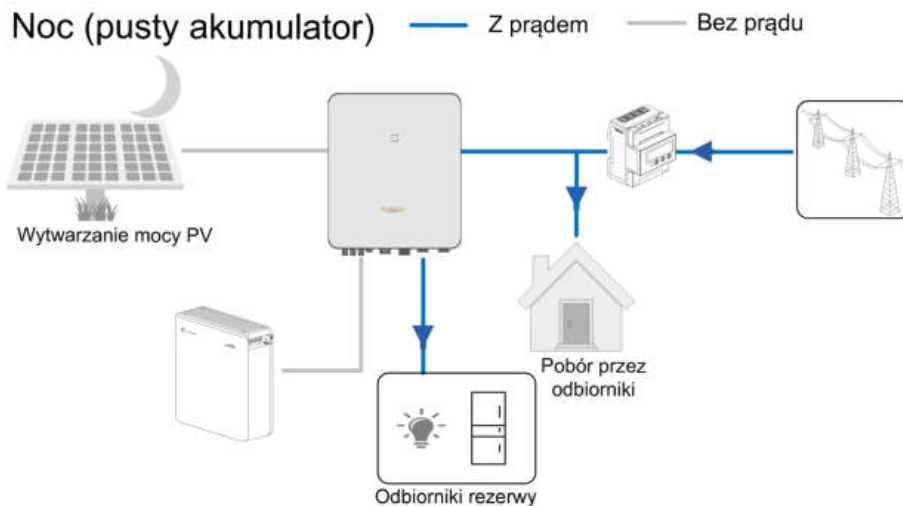 Noc (pusty akumulator)
Z prądem
Bez prądu
Wytwarzanie mocy PV
Pobór przez
odbiorniki
Odbiorniki rezerwy